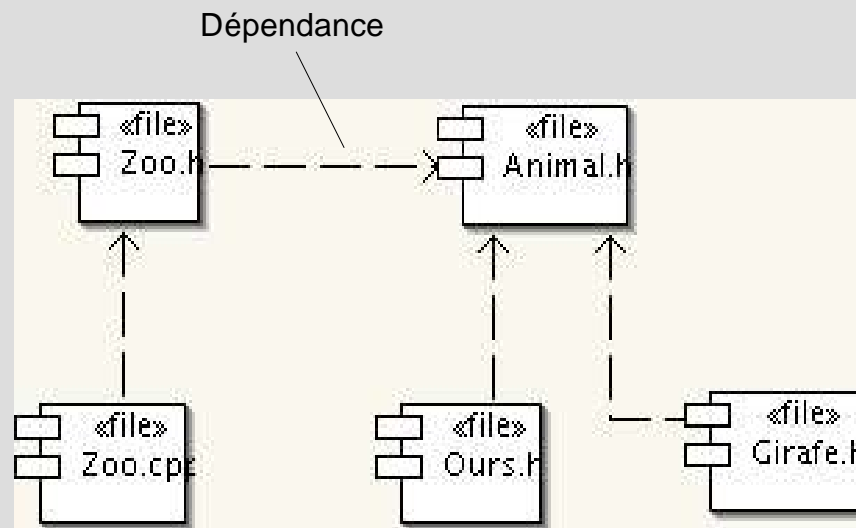 Dépendance
«file»
Zoo.h
«file»
Animal.h
«file»
Zoo.cpp
«file»
Ours.h
«file»
Girafe.h